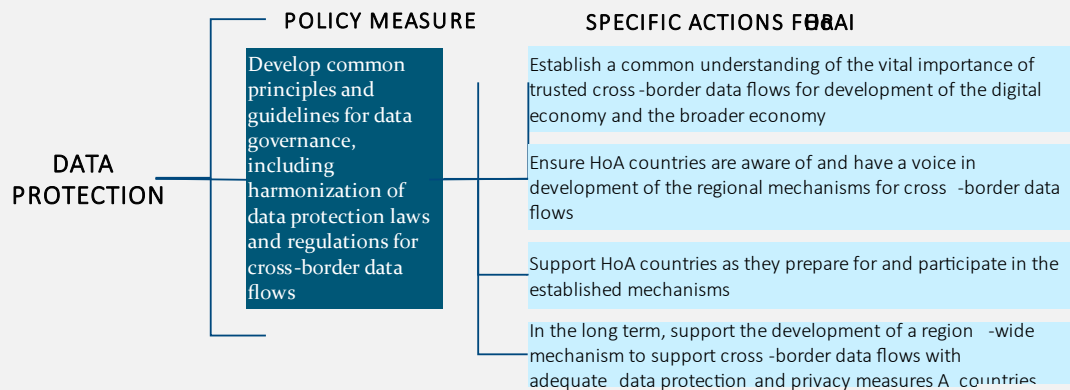 POLICY MEASURE
SPECIFIC ACTIONS FOR HoAI
DATA
PROTECTION
Develop common
principles and
guidelines for data
governance,
including
harmonization of
data protection laws
and regulations for
cross-border data
flows
Establish a common understanding of the vital importance of
trusted cross-border data flows for development of the digital
economy and the broader economy
Ensure HoA countries are aware of and have a voice in
development of the regional mechanisms for cross -border data
flows
Support HoA countries as they prepare for and participate in the
established mechanisms
In the long term, support the development of a region -wide
mechanism to support cross -border data flows with
adequate data protection and privacy measures A countries